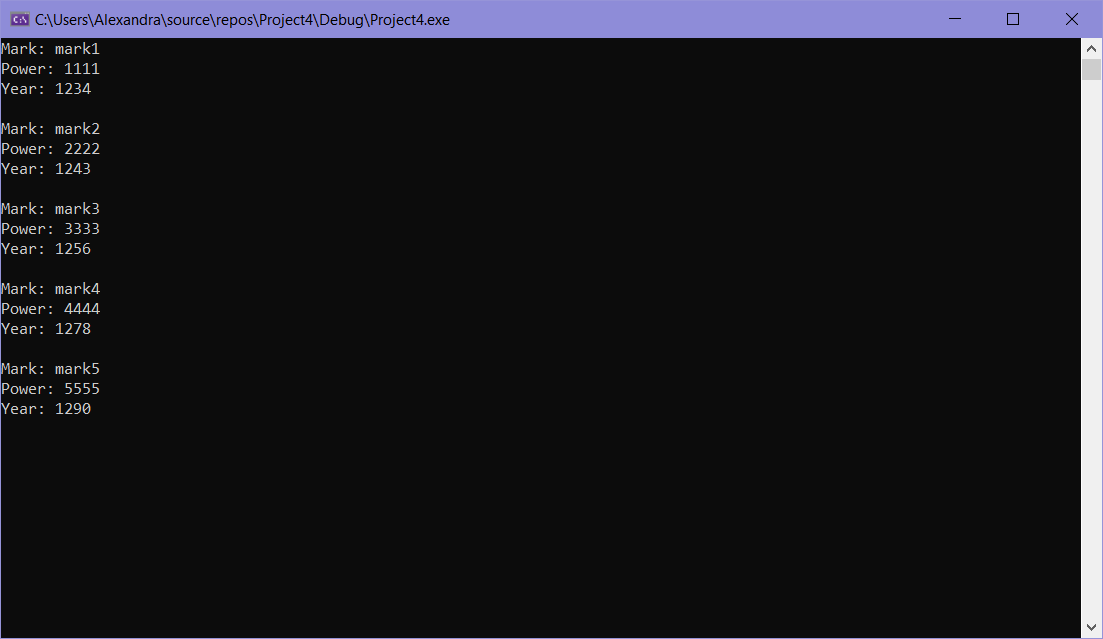 C:\Users\Alexandra\source\repos\Project4\Debug\Project4.exe
Mark: mark1
Power: 1111
Year: 1234
Mark: mark2
Power: 2222
Year: 1243
Mark: mark3
Power: 3333
Year: 1256
Mark: mark4
Power: 4444
Year: 1278
Mark: mark5
Power: 5555
Year: 1290